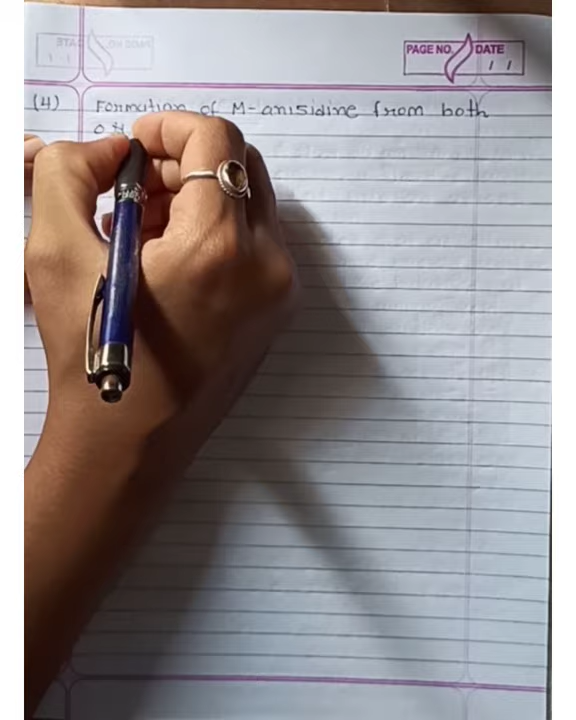 PAGE NO. DATE
/ /
(4) Formation of M-anisidine from both